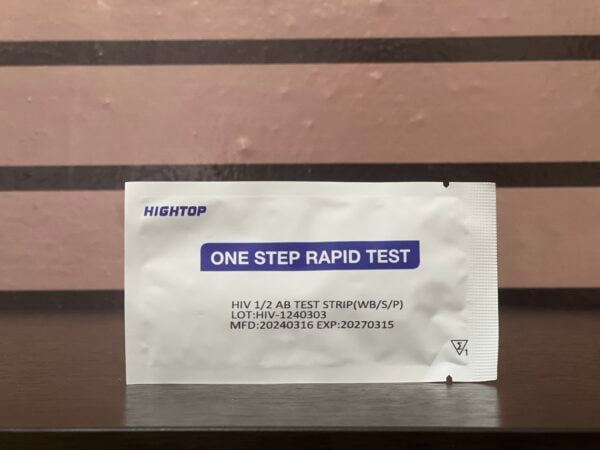 HIGHTOP
ONE STEP RAPID TEST
HIV 1/2 AB TEST STRIP(WB/S/P)
LOT:HIV-1240303
MFD:20240316 EXP:20270315
Σ
1